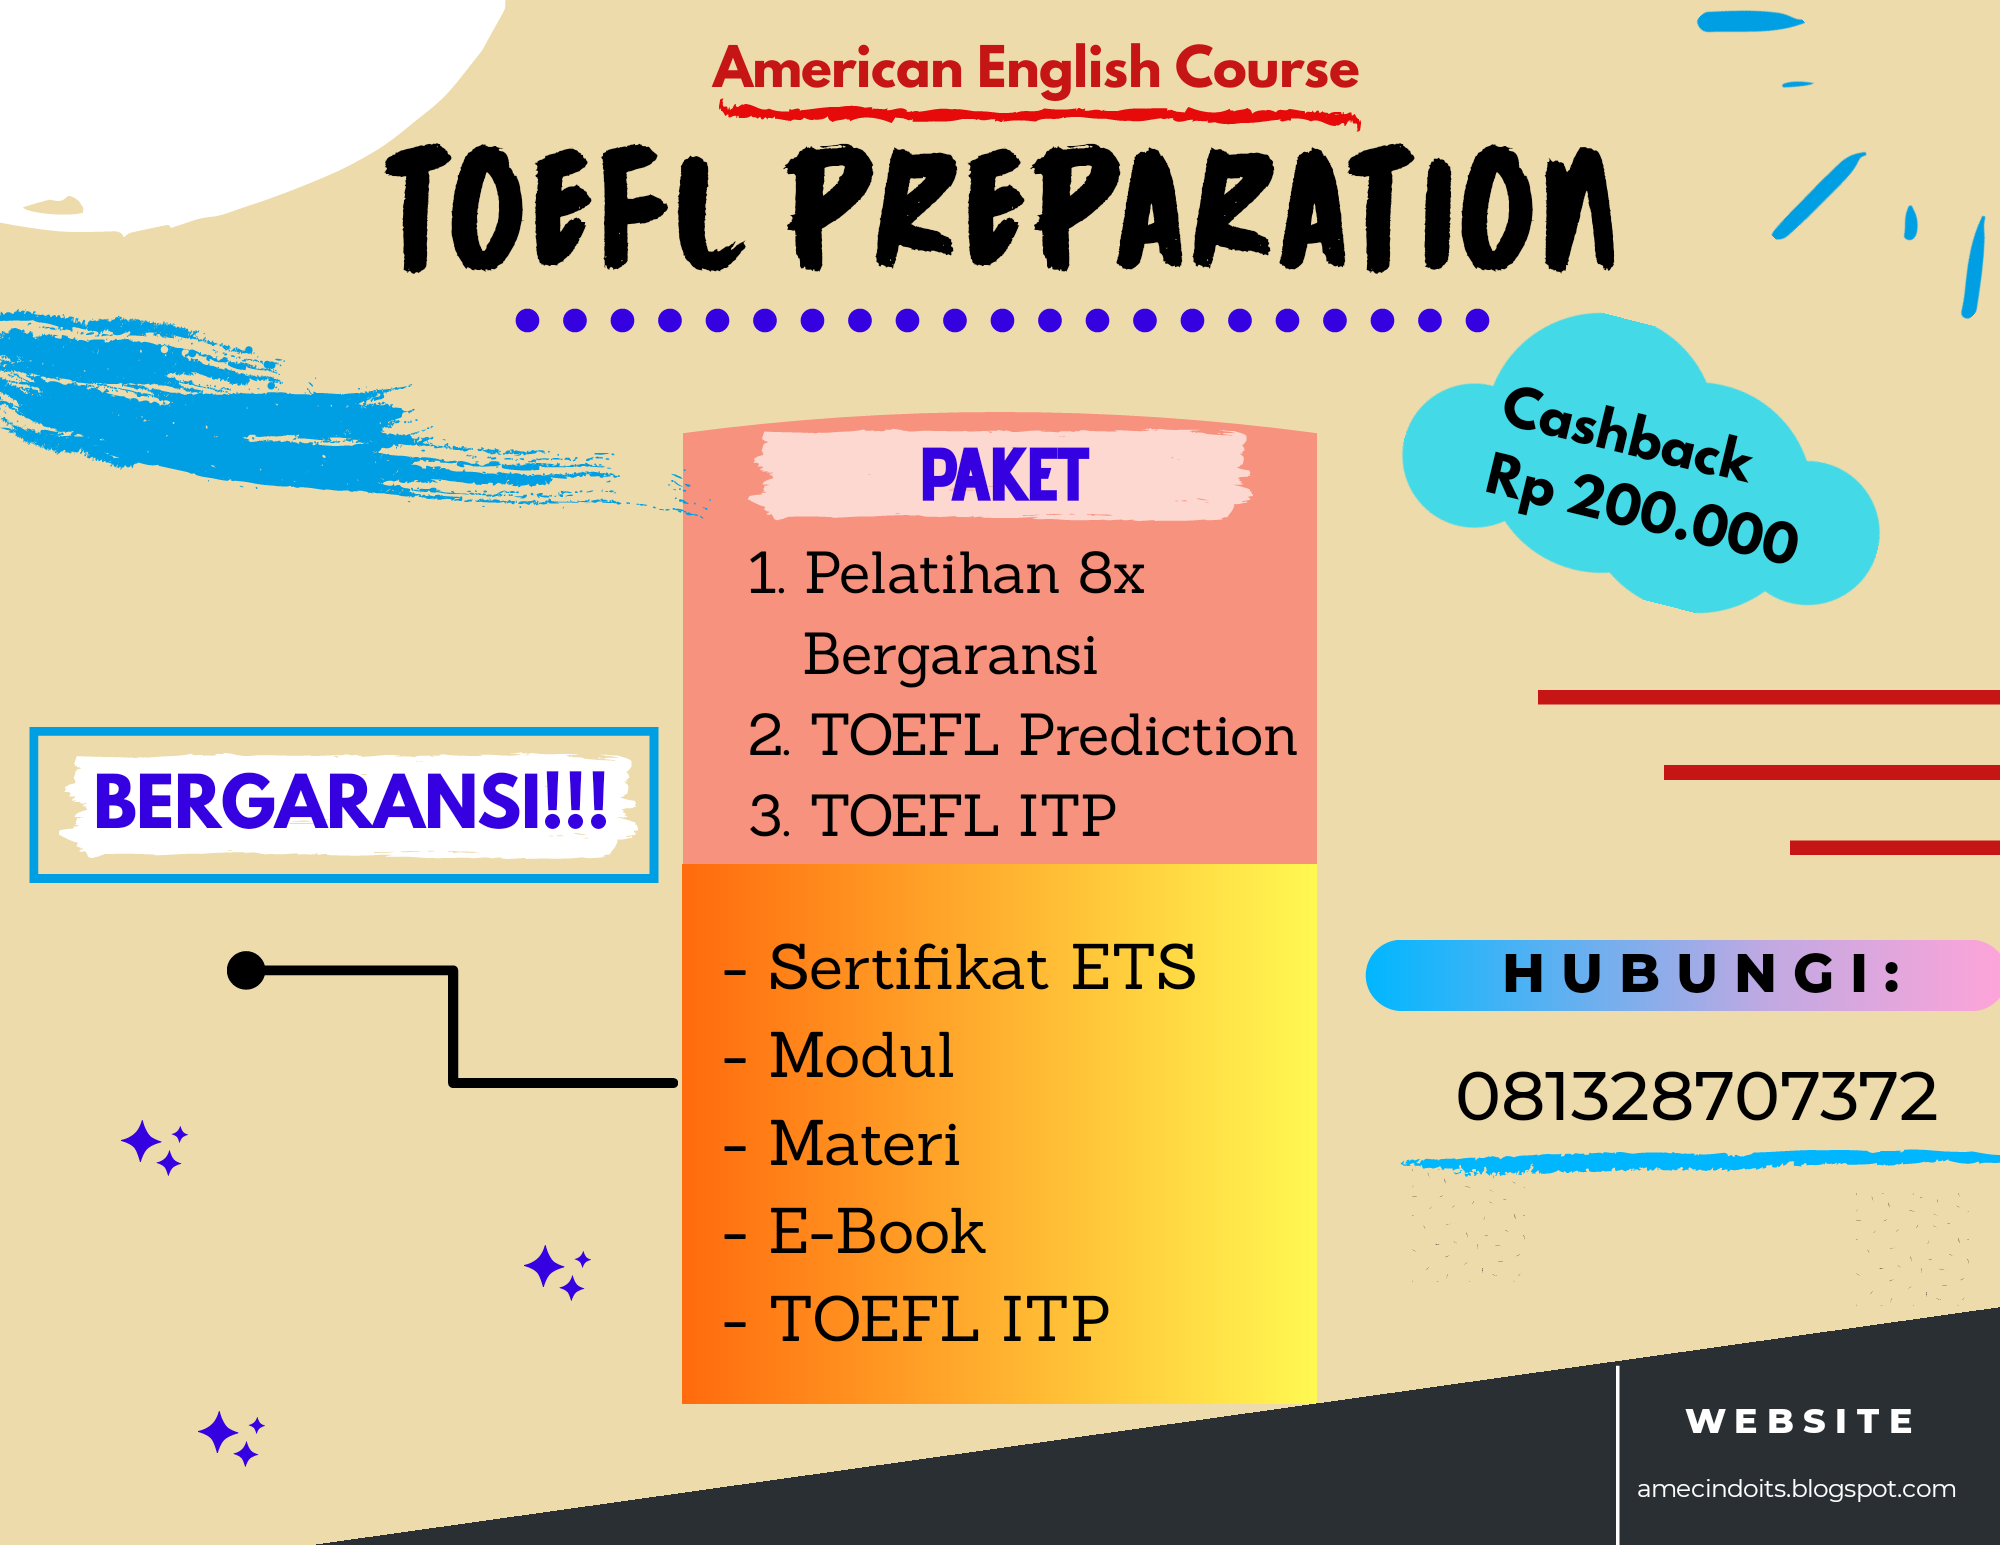 American English Course
TOEFL PREPARATION
Cashback
Rp 200.000
PAKET
1. Pelatihan 8x
Bergaransi
2. TOEFL Prediction
3. TOEFL ITP
BERGARANSI!!!
- Sertifikat ETS
- Modul
- Materi
- E-Book
- TOEFL ITP
HUBUNGI:
081328707372
WEBSITE
amecindoits.blogspot.com